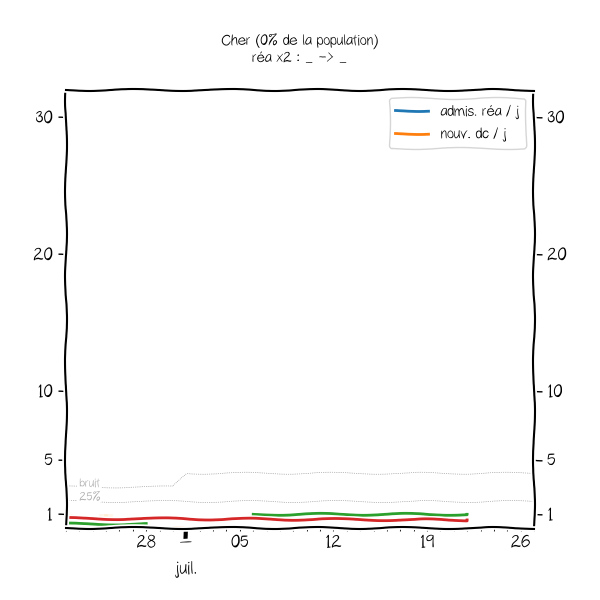 Cher (0% de la population)
réa x2 : _ -> _
admis. réa / j
nouv. dc / j
30 30
20 20
10 10
5 5
bruit
25%
1 1
28 1 05 12 19 26
juil.